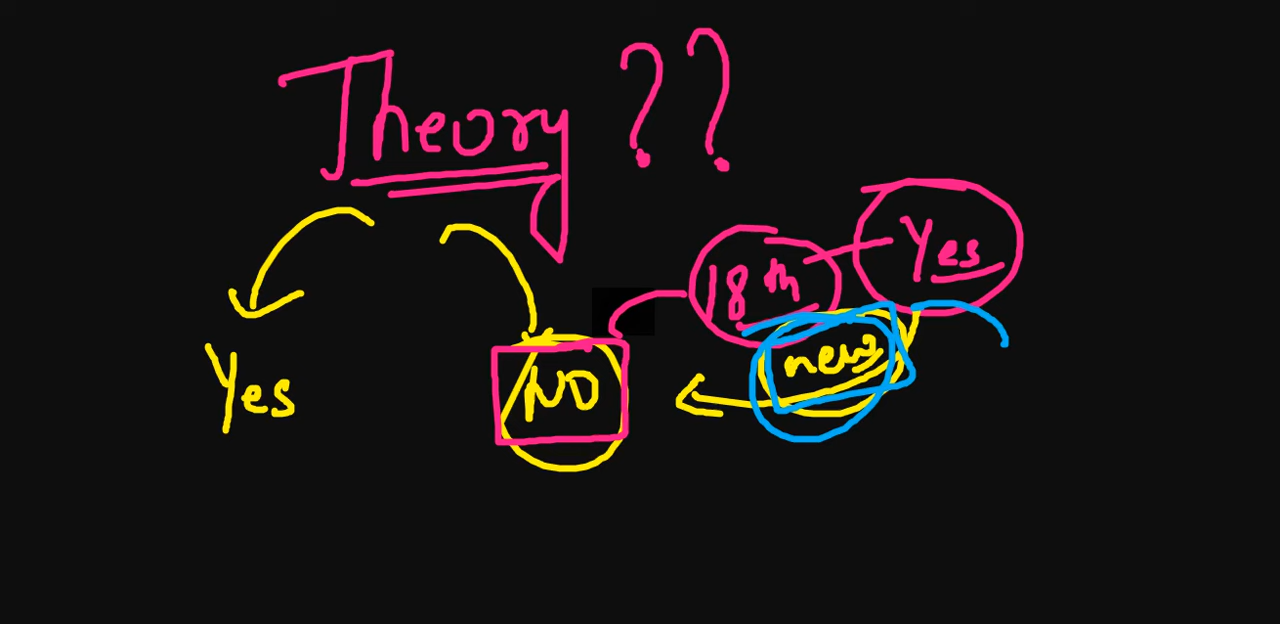 Theory ??
18th Yes
new
Yes NO